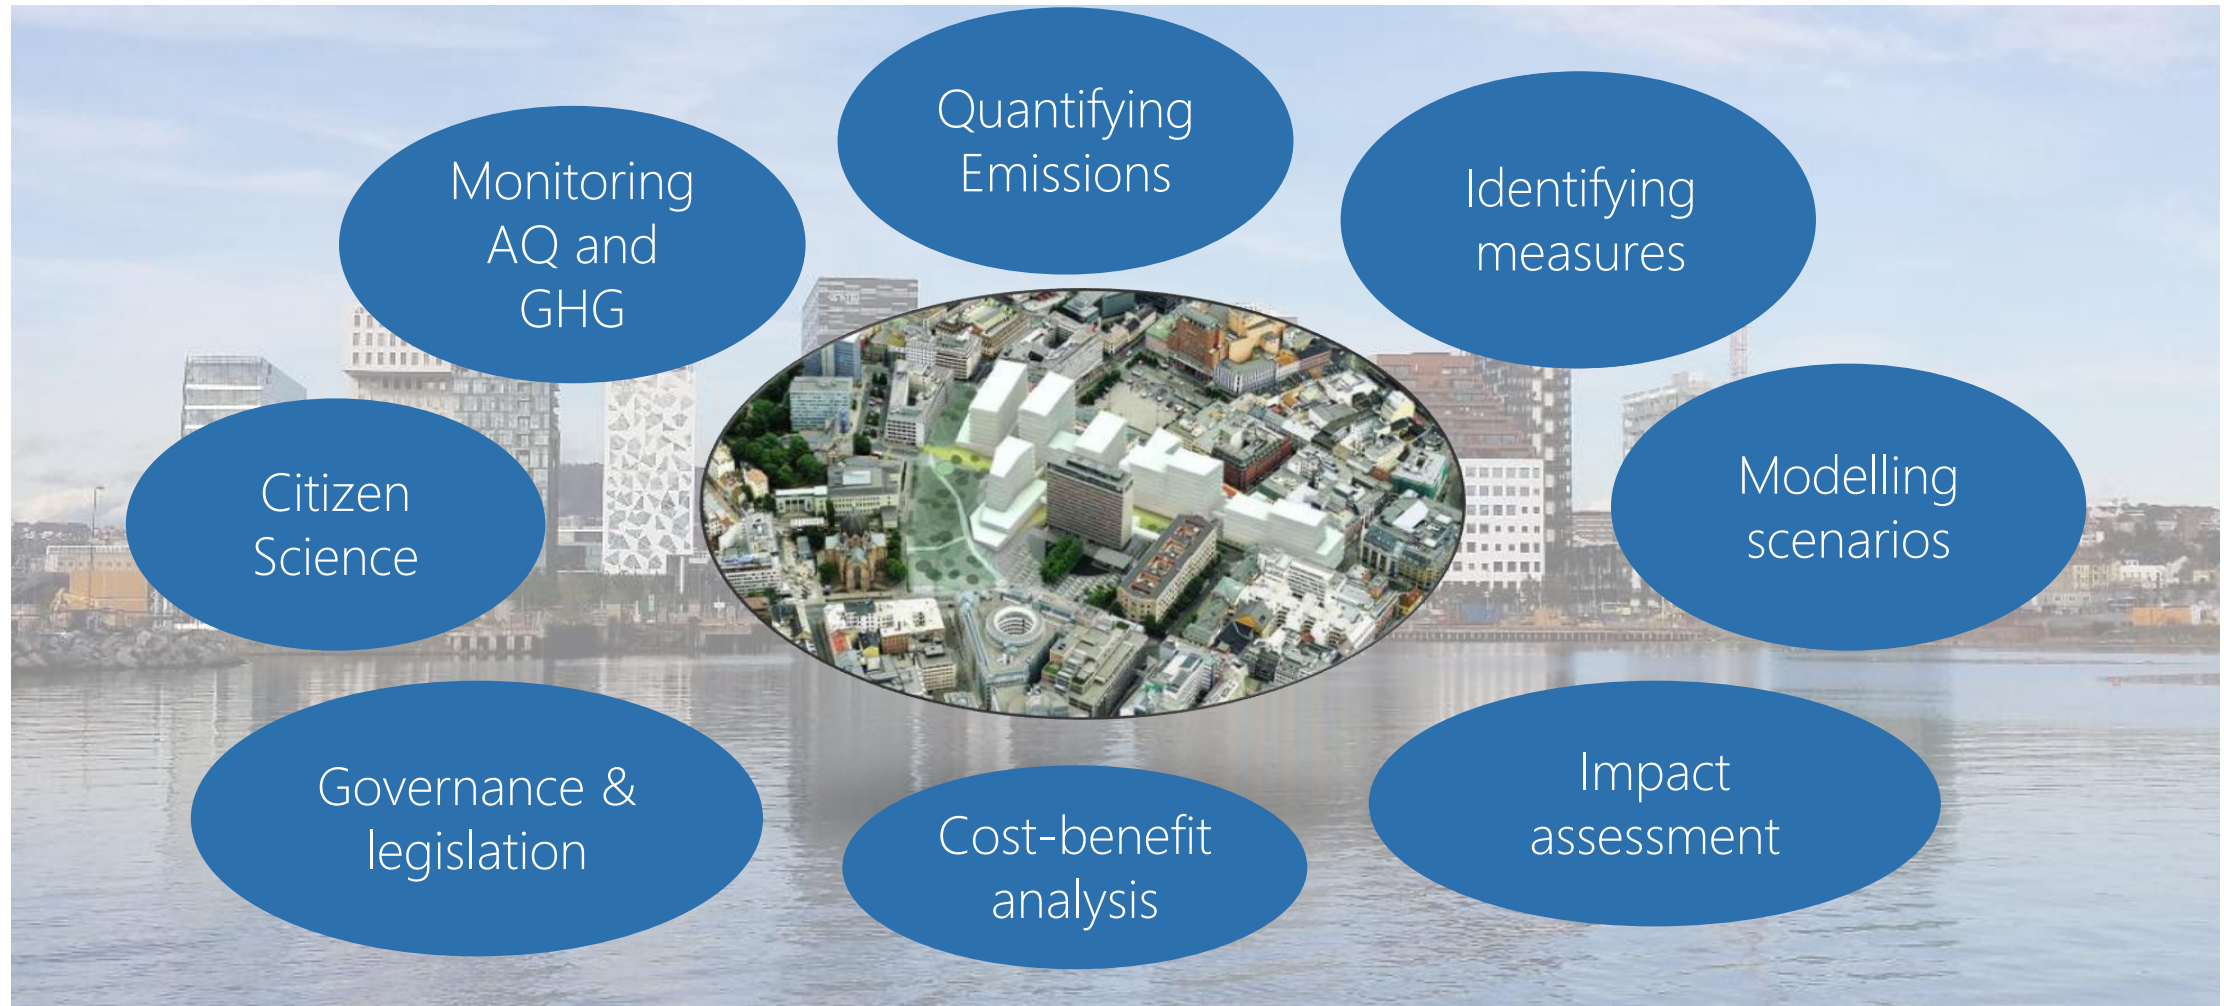 Quantifying
Emissions
Monitoring
AQ and
GHG
Identifying
measures
Citizen
Science
Modelling
scenarios
Governance &
legislation
Cost-benefit
analysis
Impact
assessment